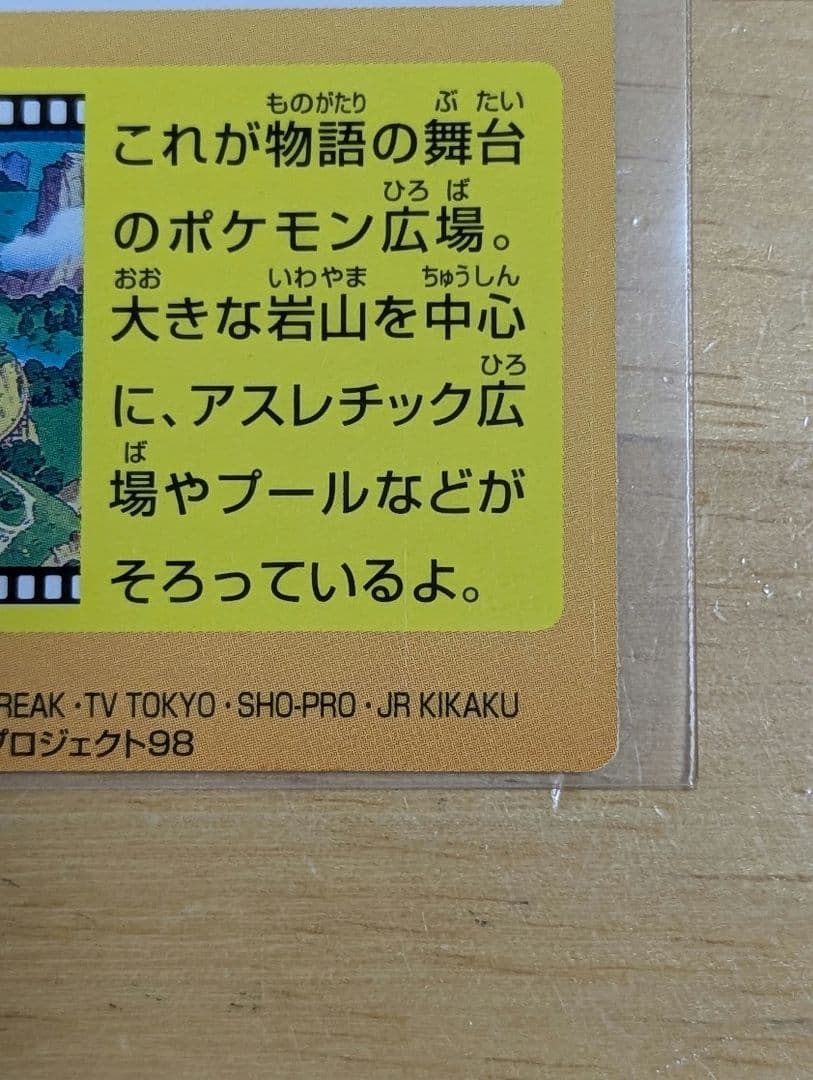 これが物語の舞台
のポケモン広場。
大きな岩山を中心
に、アスレチック広
場やプールなどが
そろっているよ。
REAK・TV TOKYO・SHO-PRO・JR KIKAKU
プロジェクト98